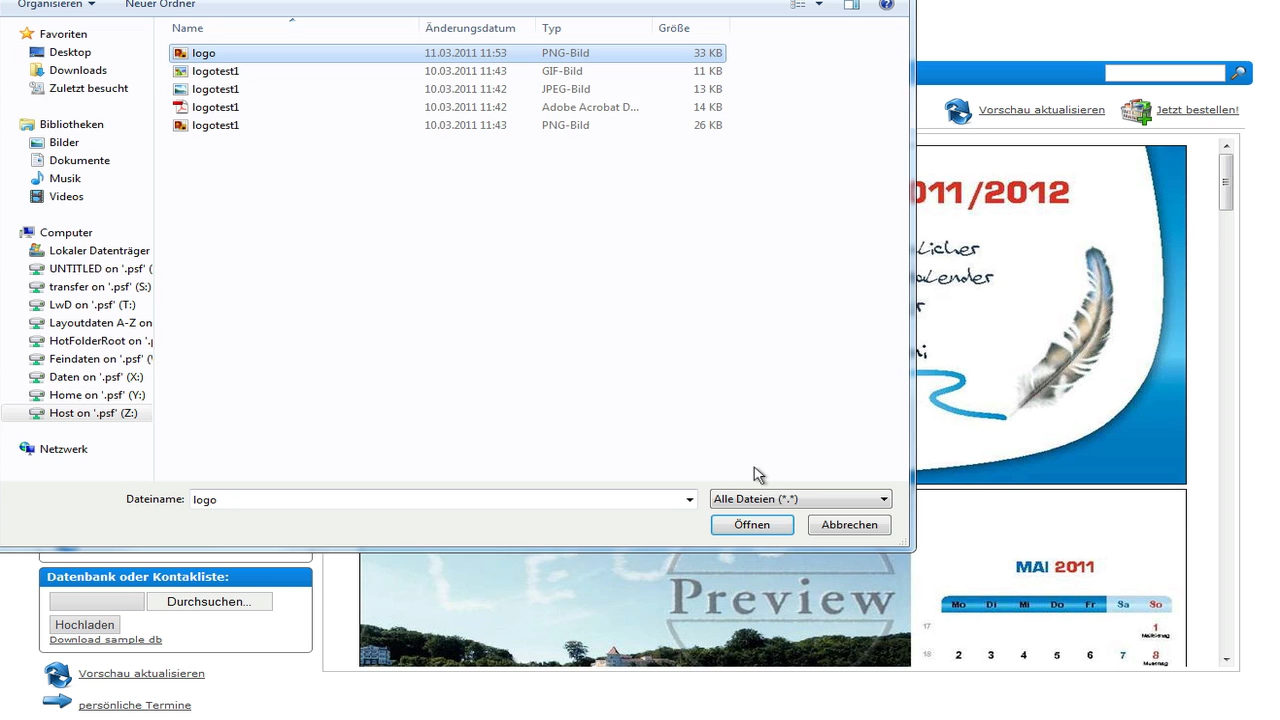 Organisieren Neuer Ordner
Name Änderungsdatum Typ Größe
Favoriten
Desktop
Downloads
Zuletzt besucht
Bibliotheken
Bilder
Dokumente
Musik
Videos
Computer
Lokaler Datenträger
UNTITLED on '.psf' (
transfer on '.psf' (S:)
LwD on '.psf' (T:)
Layoutdaten A-Z on
HotFolderRoot on '.p
Feindaten on '.psf' (V
Daten on '.psf' (X:)
Home on '.psf' (Y:)
Host on '.psf' (Z:)
Netzwerk
logo 11.03.2011 11:53 PNG-Bild 33 KB
logotest1 10.03.2011 11:43 GIF-Bild 11 KB
logotest1 10.03.2011 11:42 JPEG-Bild 13 KB
logotest1 10.03.2011 11:42 Adobe Acrobat D... 14 KB
logotest1 10.03.2011 11:43 PNG-Bild 26 KB
Dateiname: logo Alle Dateien (*.*)
Öffnen Abbrechen
Vorschau aktualisieren Jetzt bestellen!
011/2012
licher
alender
r
i
Datenbank oder Kontakliste:
Durchsuchen...
Hochladen
Download sample db
Vorschau aktualisieren
persönliche Termine
Preview
MAI 2011
Mo Di Mi Do Fr Sa So
17 1
18 2 3 4 5 6 7 8